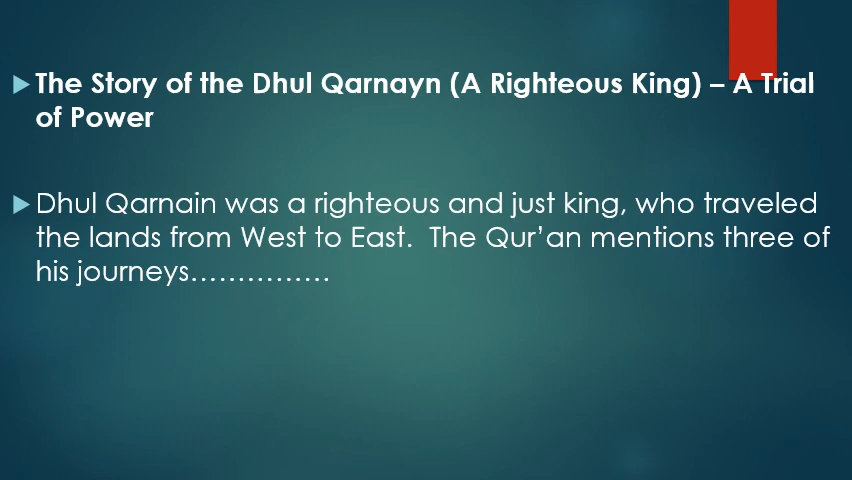 The Story of the Dhul Qarnayn (A Righteous King) – A Trial
of Power
Dhul Qarnain was a righteous and just king, who traveled
the lands from West to East.  The Qur’an mentions three of
his journeys……………